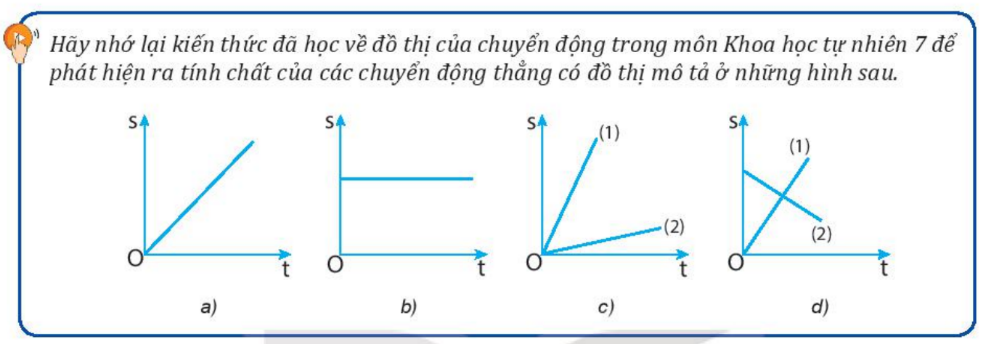 Hãy nhớ lại kiến thức đã học về đồ thị của chuyển động trong môn Khoa học tự nhiên 7 để
phát hiện ra tính chất của các chuyển động thẳng có đồ thị mô tả ở những hình sau.
s
O
t
a)
s
O
t
b)
s
(1)
(2)
O
t
c)
s
(1)
(2)
O
t
d)